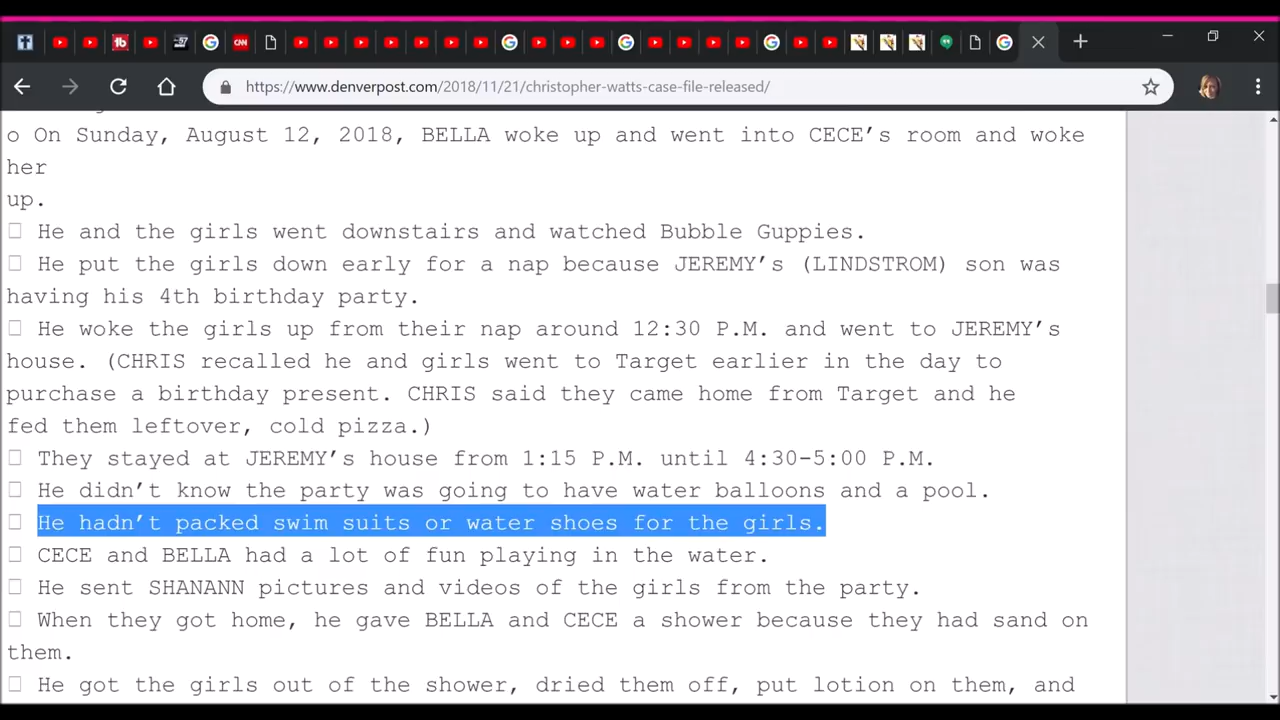 https://www.denverpost.com/2018/11/21/christopher-watts-case-file-released/
o On Sunday, August 12, 2018, BELLA woke up and went into CECE’s room and woke
her
up.
He and the girls went downstairs and watched Bubble Guppies.
He put the girls down early for a nap because JEREMY’s (LINDSTROM) son was
having his 4th birthday party.
He woke the girls up from their nap around 12:30 P.M. and went to JEREMY’s
house. (CHRIS recalled he and girls went to Target earlier in the day to
purchase a birthday present. CHRIS said they came home from Target and he
fed them leftover, cold pizza.)
They stayed at JEREMY’s house from 1:15 P.M. until 4:30-5:00 P.M.
He didn’t know the party was going to have water balloons and a pool.
He hadn’t packed swim suits or water shoes for the girls.
CECE and BELLA had a lot of fun playing in the water.
He sent SHANANN pictures and videos of the girls from the party.
When they got home, he gave BELLA and CECE a shower because they had sand on
them.
He got the girls out of the shower, dried them off, put lotion on them, and